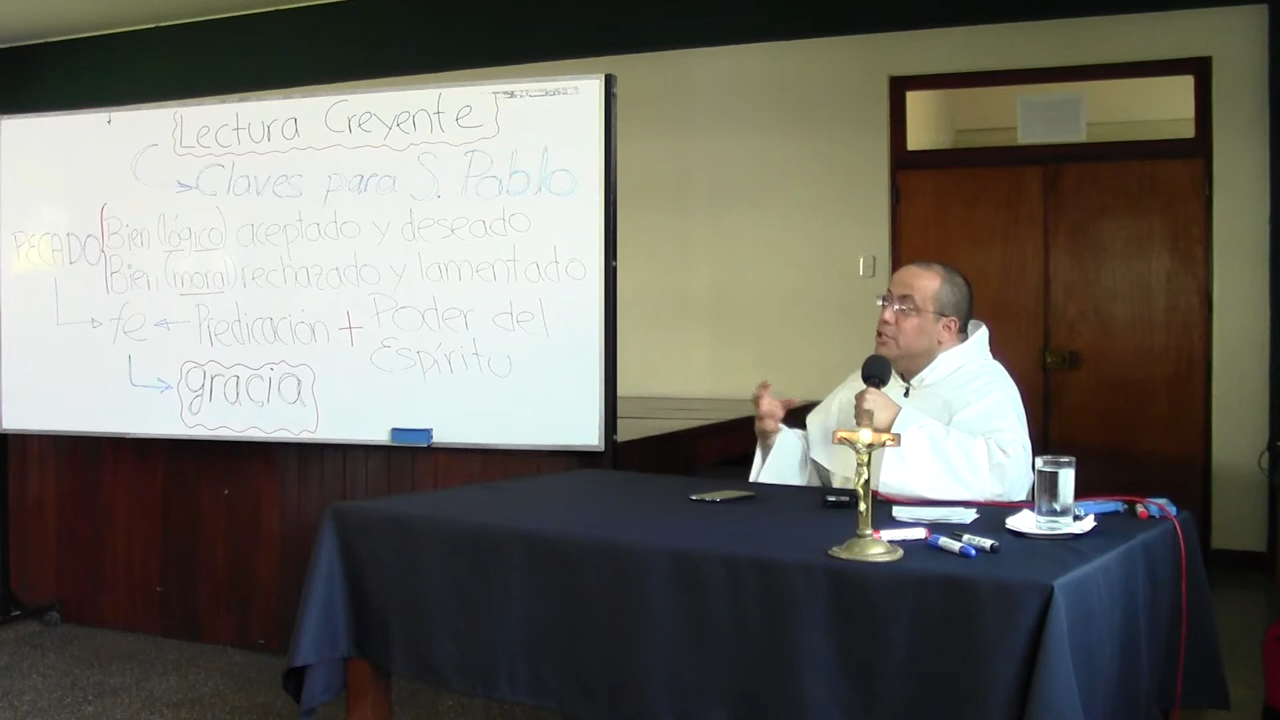 Lectura Creyente
Claves para S. Pablo
PECADO
Bien (lógico) aceptado y deseado
Bien (moral) rechazado y lamentado
fe Predicación + Poder del
Espíritu
gracia